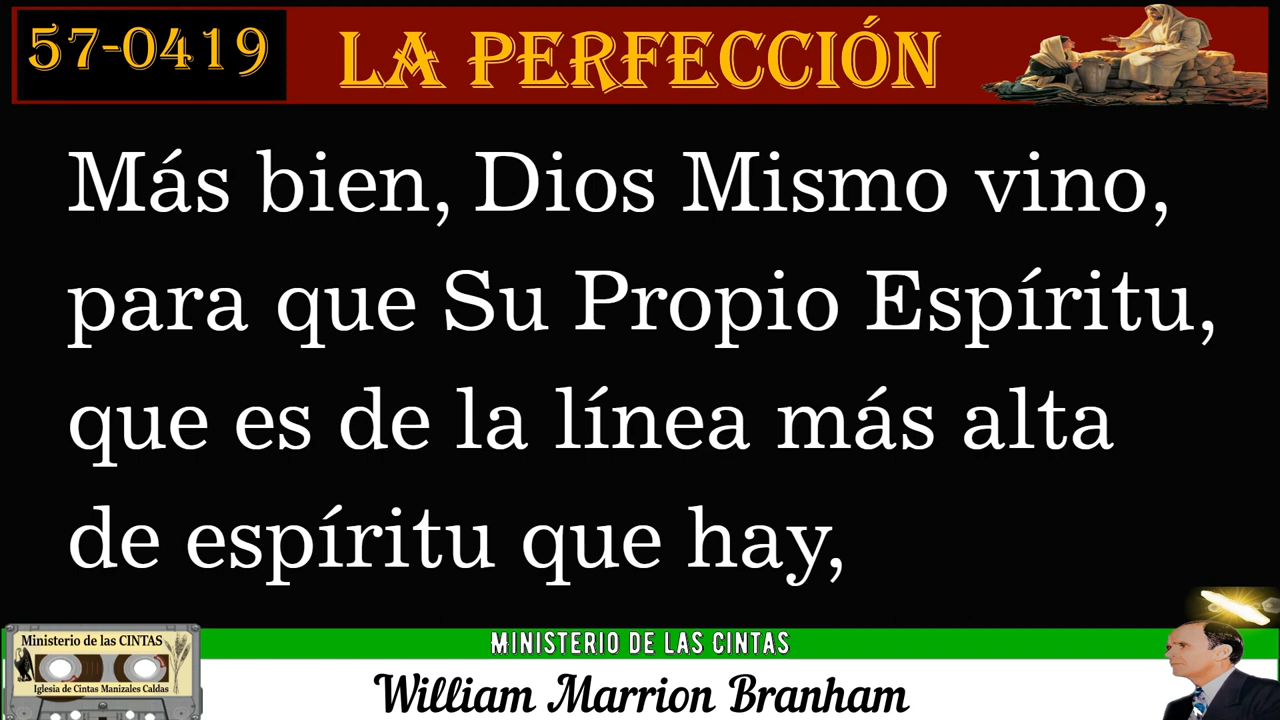 57-0419
LA PERFECCIÓN
Más bien, Dios Mismo vino,
para que Su Propio Espíritu,
que es de la línea más alta
de espíritu que hay,
Ministerio de las CINTAS
Iglesia de Cintas Manizales Caldas
MINISTERIO DE LAS CINTAS
William Marrion Branham